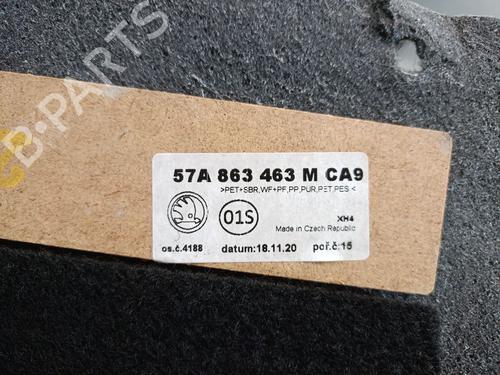 B-PARTS
57A 863 463 M CA9
>PET+SBR,WF+PF,PP,PUR,PET,PES<
01S
XH4
Made in Czech Republic
os.č.4188 datum:18.11.20 poř.č:15
B-PARTS